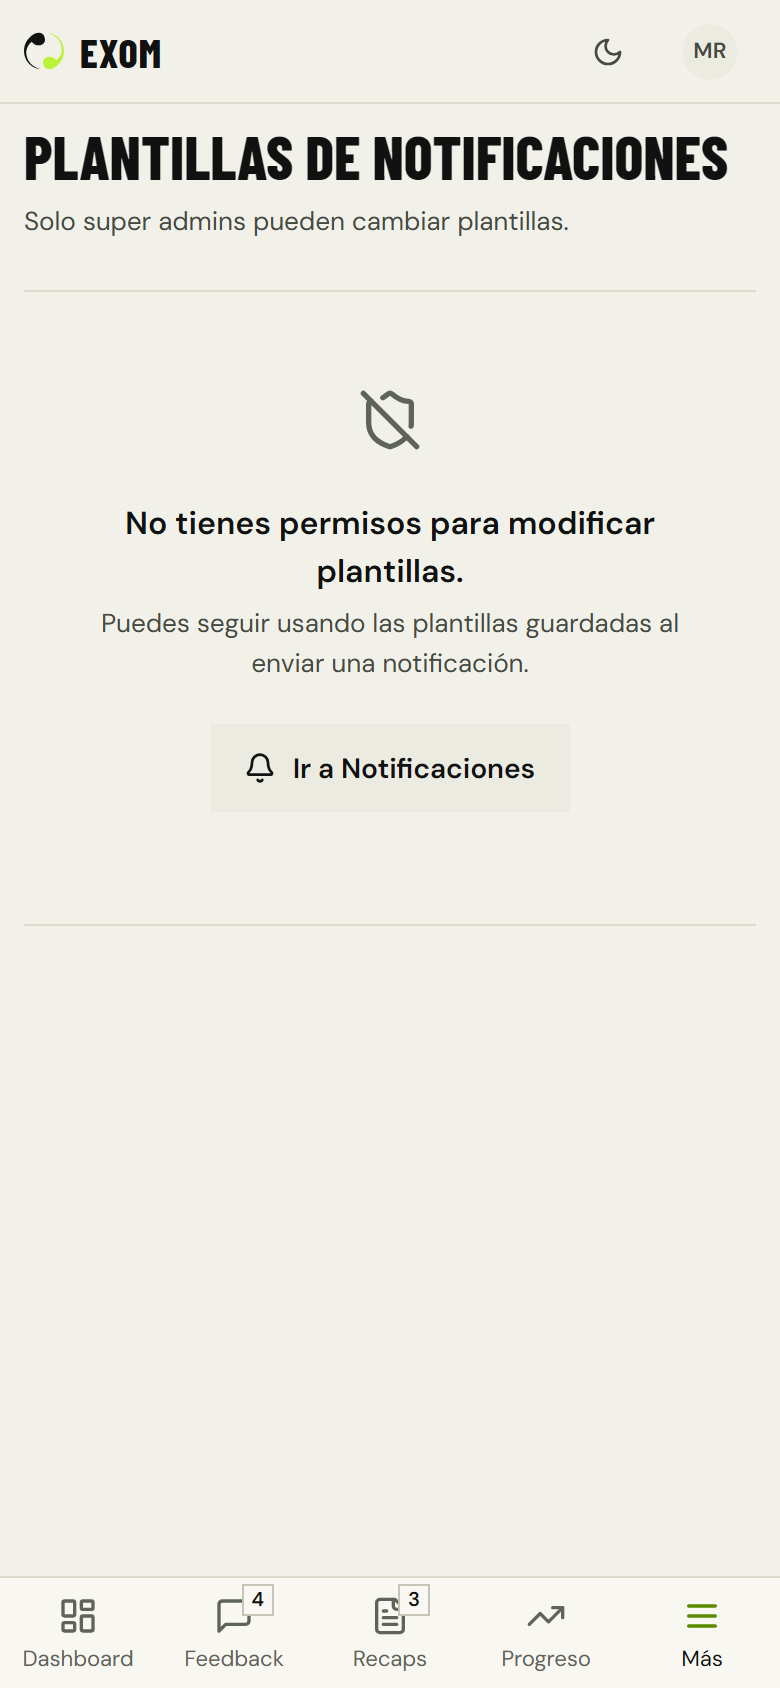 EXOM
MR
PLANTILLAS DE NOTIFICACIONES
Solo super admins pueden cambiar plantillas.
No tienes permisos para modificar
plantillas.
Puedes seguir usando las plantillas guardadas al
enviar una notificación.
Ir a Notificaciones
4
3
Dashboard
Feedback
Recaps
Progreso
Más